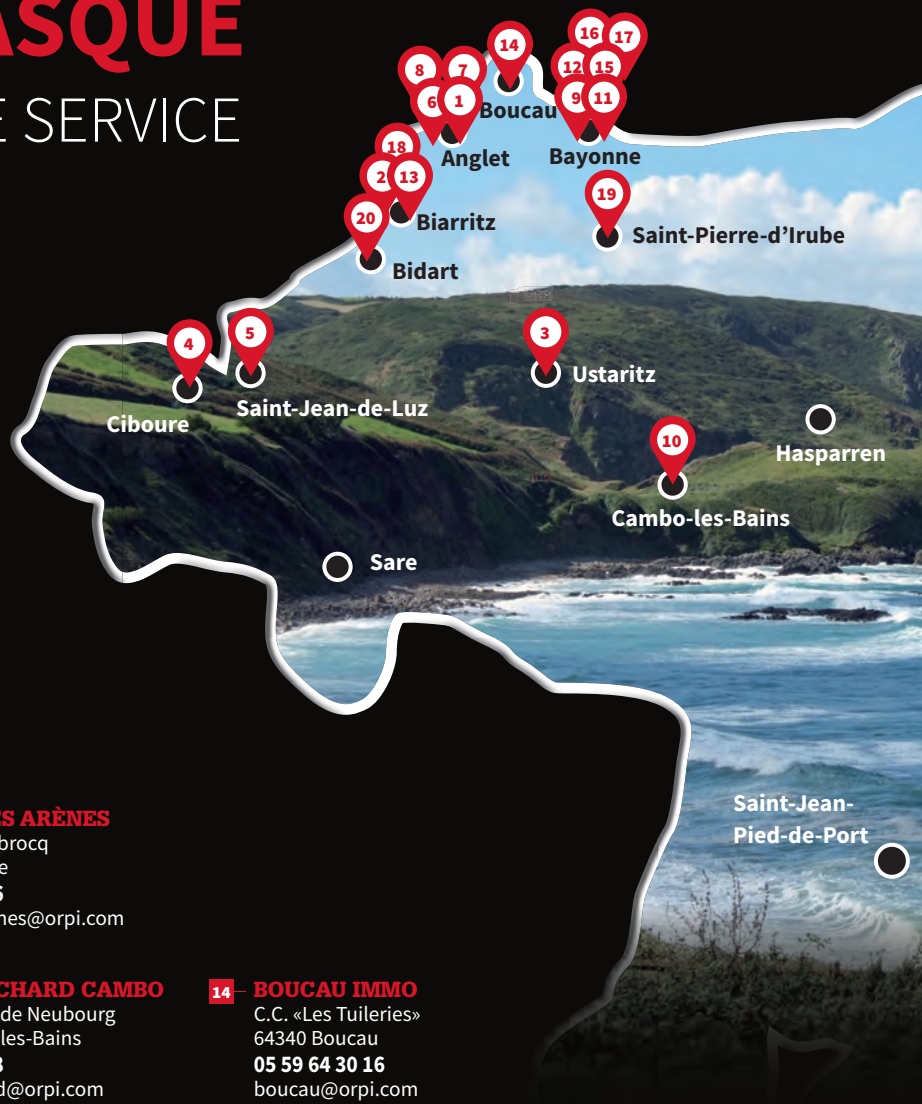 ASQUE
E SERVICE
16
17
14
8
7
12
15
6
1
9
11
Boucau
Anglet
Bayonne
18
2
13
19
20
Biarritz
Saint-Pierre-d’Irube
Bidart
4
5
3
Ustaritz
Saint-Jean-de-Luz
Ciboure
10
Hasparren
Cambo-les-Bains
Sare
Saint-Jean-
Pied-de-Port
ES ARÈNES
brocq
e
6
nes@orpi.com
CHARD CAMBO
de Neubourg
les-Bains
3
d@orpi.com
14 BOUCAU IMMO
C.C. «Les Tuileries»
64340 Boucau
05 59 64 30 16
boucau@orpi.com